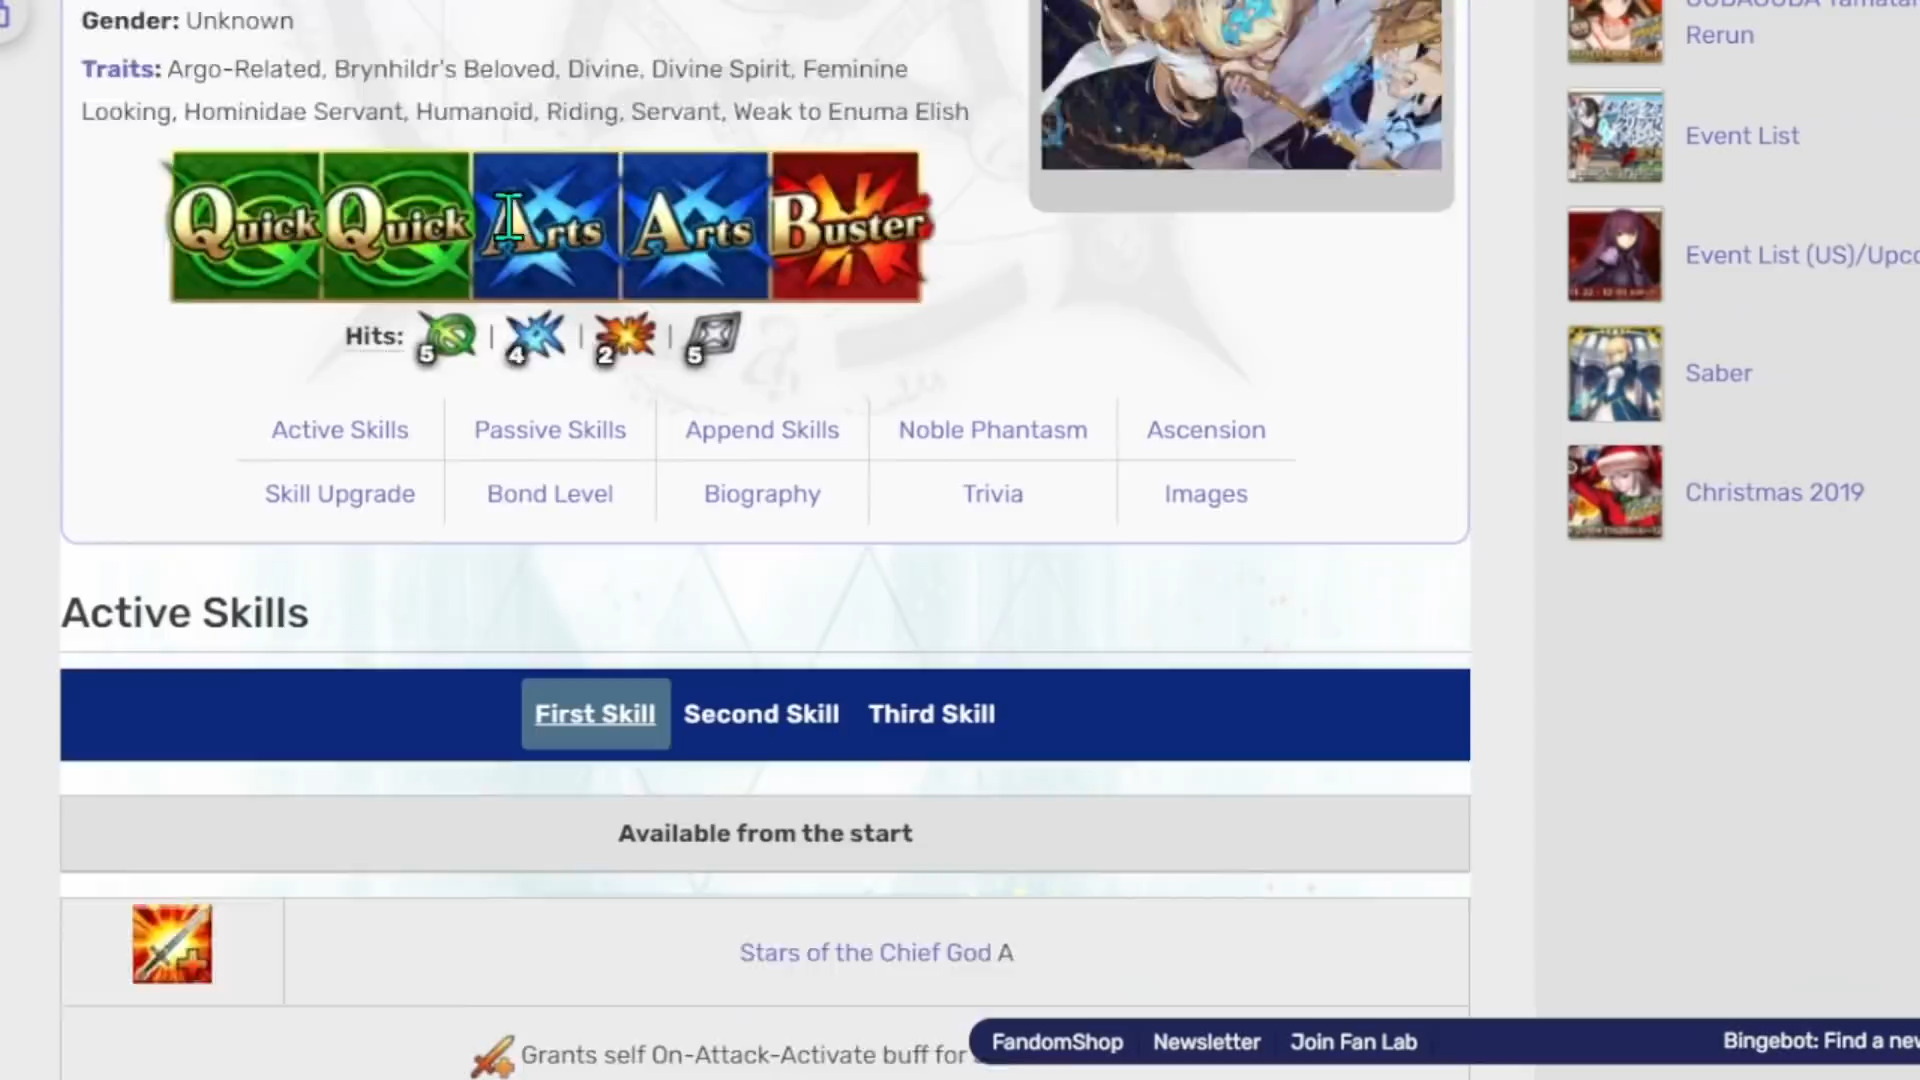 Gender: Unknown
Traits: Argo-Related, Brynhildr's Beloved, Divine, Divine Spirit, Feminine
Looking, Hominidae Servant, Humanoid, Riding, Servant, Weak to Enuma Elish
Quick Quick Arts Arts Buster
Hits: 5 | 4 | 2 | 5
Active Skills Passive Skills Append Skills Noble Phantasm Ascension
Skill Upgrade Bond Level Biography Trivia Images
Active Skills
First Skill Second Skill Third Skill
Available from the start
Stars of the Chief God A
Grants self On-Attack-Activate buff for
Rerun
Event List
Event List (US)/Upco
Saber
Christmas 2019
FandomShop Newsletter Join Fan Lab
Bingebot: Find a new